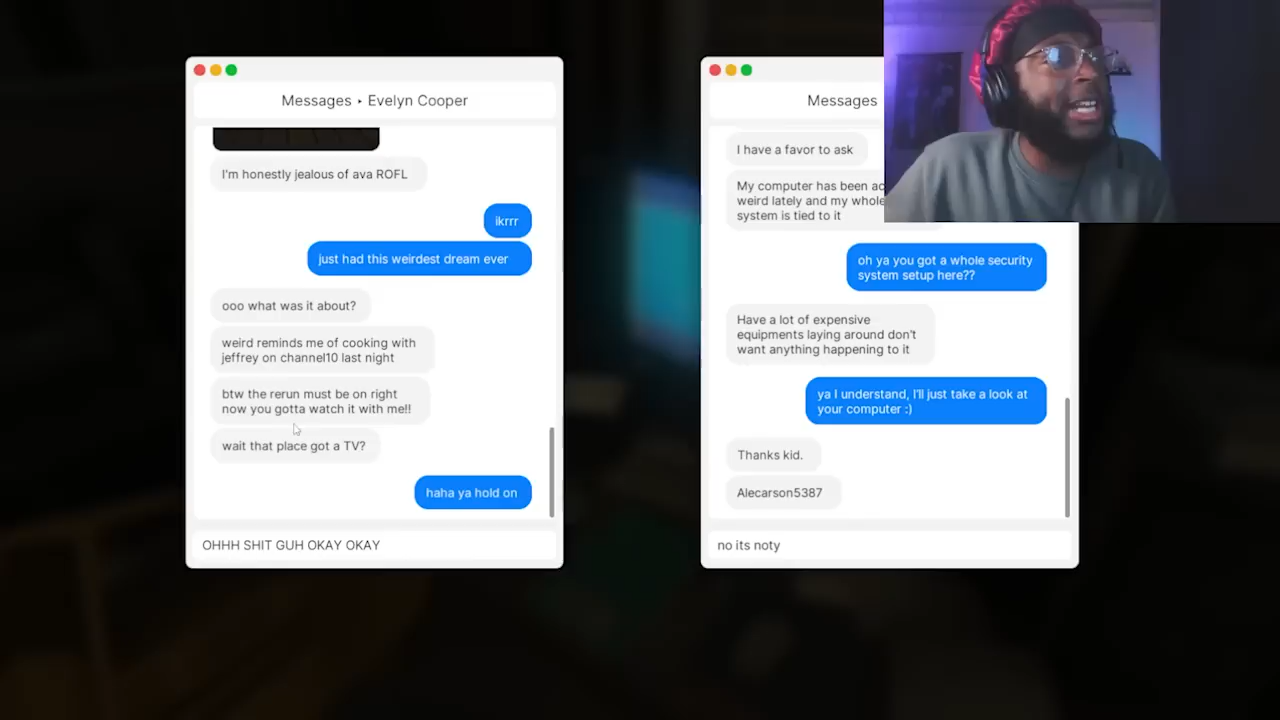 Messages ▸ Evelyn Cooper
I'm honestly jealous of ava ROFL
ikrrr
just had this weirdest dream ever
ooo what was it about?
weird reminds me of cooking with
jeffrey on channel10 last night
btw the rerun must be on right
now you gotta watch it with me!!
wait that place got a TV?
haha ya hold on
OHHH SHIT GUH OKAY OKAY
Messages
I have a favor to ask
My computer has been
weird lately and my whole
system is tied to it
oh ya you got a whole security
system setup here??
Have a lot of expensive
equipments laying around don't
want anything happening to it
ya I understand, I'll just take a look at
your computer :)
Thanks kid.
Alecarson5387
no its noty